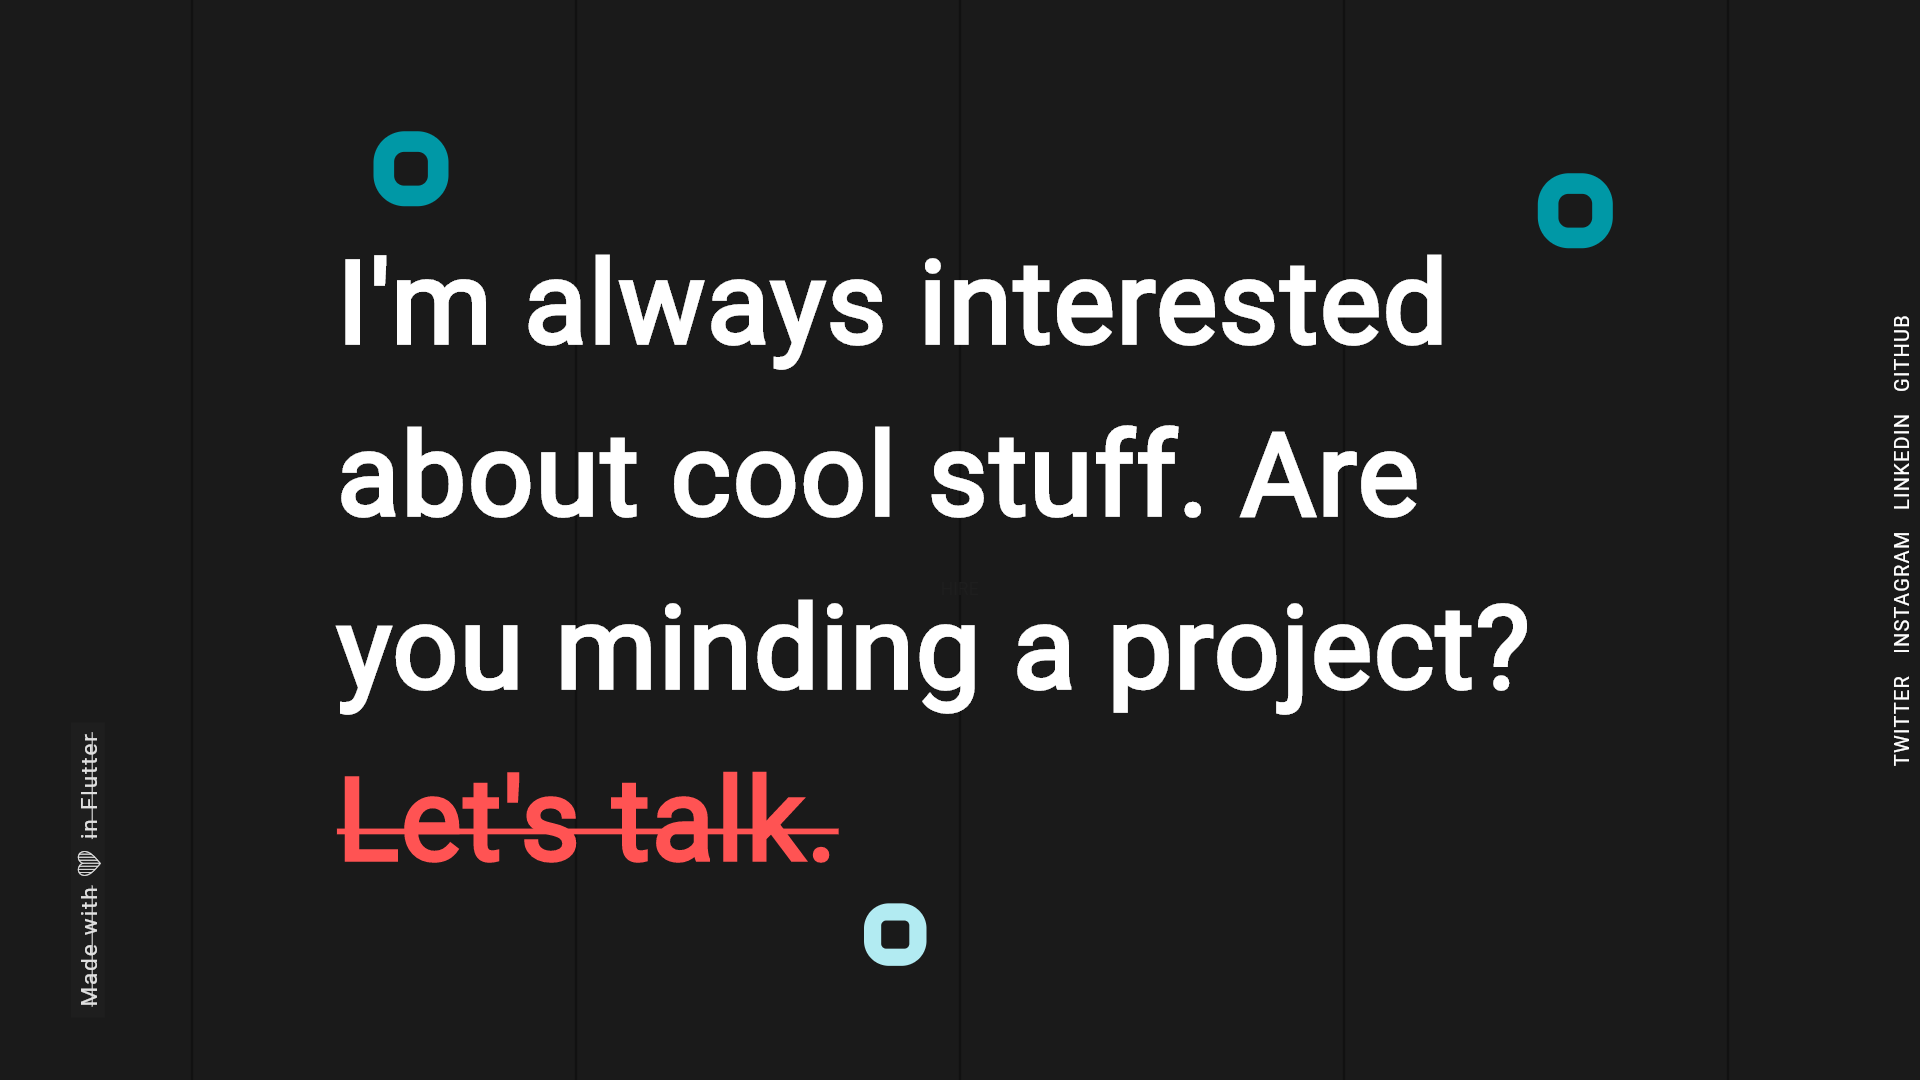 I'm always interested
about cool stuff. Are
you minding a project?
Let's talk.
Made with 🤍 in Flutter
TWITTER INSTAGRAM LINKEDIN GITHUB